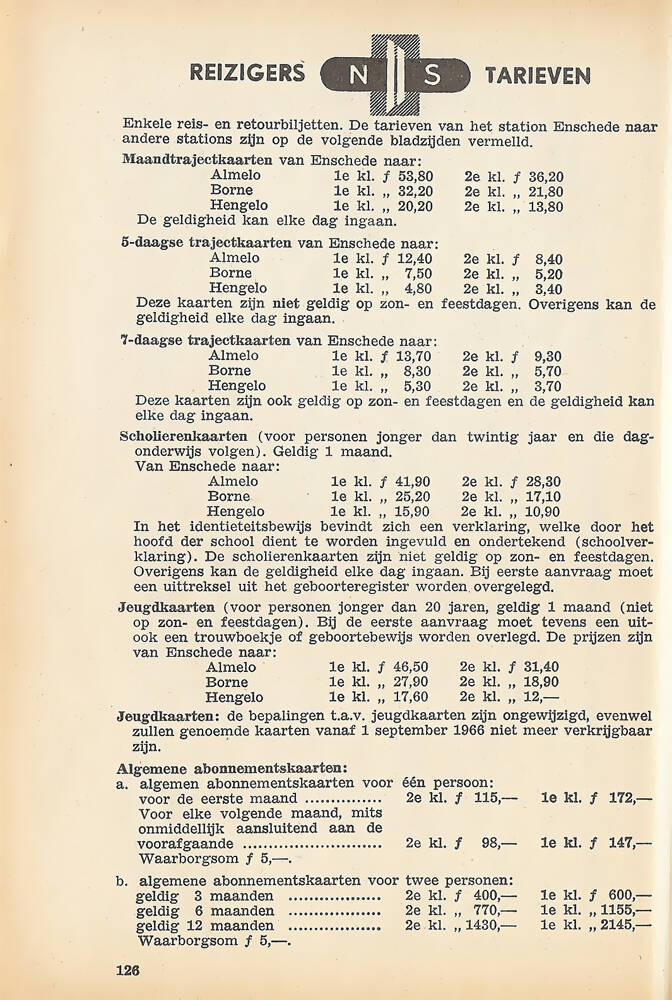 REIZIGERS NS TARIEVEN
Enkele reis- en retourbiljetten. De tarieven van het station Enschede naar
andere stations zijn op de volgende bladzijden vermelld.
Maandtrajectkaarten van Enschede naar:
Almelo 1e kl. ƒ 53,80 2e kl. ƒ 36,20
Borne 1e kl. „ 32,20 2e kl. „ 21,80
Hengelo 1e kl. „ 20,20 2e kl. „ 13,80
De geldigheid kan elke dag ingaan.
5-daagse trajectkaarten van Enschede naar:
Almelo 1e kl. ƒ 12,40 2e kl. ƒ 8,40
Borne 1e kl. „ 7,50 2e kl. „ 5,20
Hengelo 1e kl. „ 4,80 2e kl. „ 3,40
Deze kaarten zijn niet geldig op zon- en feestdagen. Overigens kan de
geldigheid elke dag ingaan.
7-daagse trajectkaarten van Enschede naar:
Almelo 1e kl. ƒ 13,70 2e kl. ƒ 9,30
Borne 1e kl. „ 8,30 2e kl. „ 5,70
Hengelo 1e kl. „ 5,30 2e kl. „ 3,70
Deze kaarten zijn ook geldig op zon- en feestdagen en de geldigheid kan
elke dag ingaan.
Scholierenkaarten (voor personen jonger dan twintig jaar en die dag-
onderwijs volgen). Geldig 1 maand.
Van Enschede naar:
Almelo 1e kl. ƒ 41,90 2e kl. ƒ 28,30
Borne 1e kl. „ 25,20 2e kl. „ 17,10
Hengelo 1e kl. „ 15,90 2e kl. „ 10,90
In het identieteitsbewijs bevindt zich een verklaring, welke door het
hoofd der school dient te worden ingevuld en ondertekend (schoolver-
klaring). De scholierenkaarten zijn niet geldig op zon- en feestdagen.
Overigens kan de geldigheid elke dag ingaan. Bij eerste aanvraag moet
een uittreksel uit het geboorteregister worden overgelegd.
Jeugdkaarten (voor personen jonger dan 20 jaren, geldig 1 maand (niet
op zon- en feestdagen). Bij de eerste aanvraag moet tevens een uit-
ook een trouwboekje of geboortebewijs worden overlegd. De prijzen zijn
van Enschede naar:
Almelo 1e kl. ƒ 46,50 2e kl. ƒ 31,40
Borne 1e kl. „ 27,90 2e kl. „ 18,90
Hengelo 1e kl. „ 17,60 2e kl. „ 12,—
Jeugdkaarten: de bepalingen t.a.v. jeugdkaarten zijn ongewijzigd, evenwel
zullen genoemde kaarten vanaf 1 september 1966 niet meer verkrijgbaar
zijn.
Algemene abonnementskaarten:
a. algemen abonnementskaarten voor één persoon:
voor de eerste maand ............... 2e kl. ƒ 115,— 1e kl. ƒ 172,—
Voor elke volgende maand, mits
onmiddellijk aansluitend aan de
voorafgaande ........................... 2e kl. ƒ 98,— 1e kl. ƒ 147,—
Waarborgsom ƒ 5,—.
b. algemene abonnementskaarten voor twee personen:
geldig 3 maanden .................. 2e kl. ƒ 400,— 1e kl. ƒ 600,—
geldig 6 maanden .................. 2e kl. „ 770,— 1e kl. „ 1155,—
geldig 12 maanden .................. 2e kl. „ 1430,— 1e kl. „ 2145,—
Waarborgsom ƒ 5,—.
126